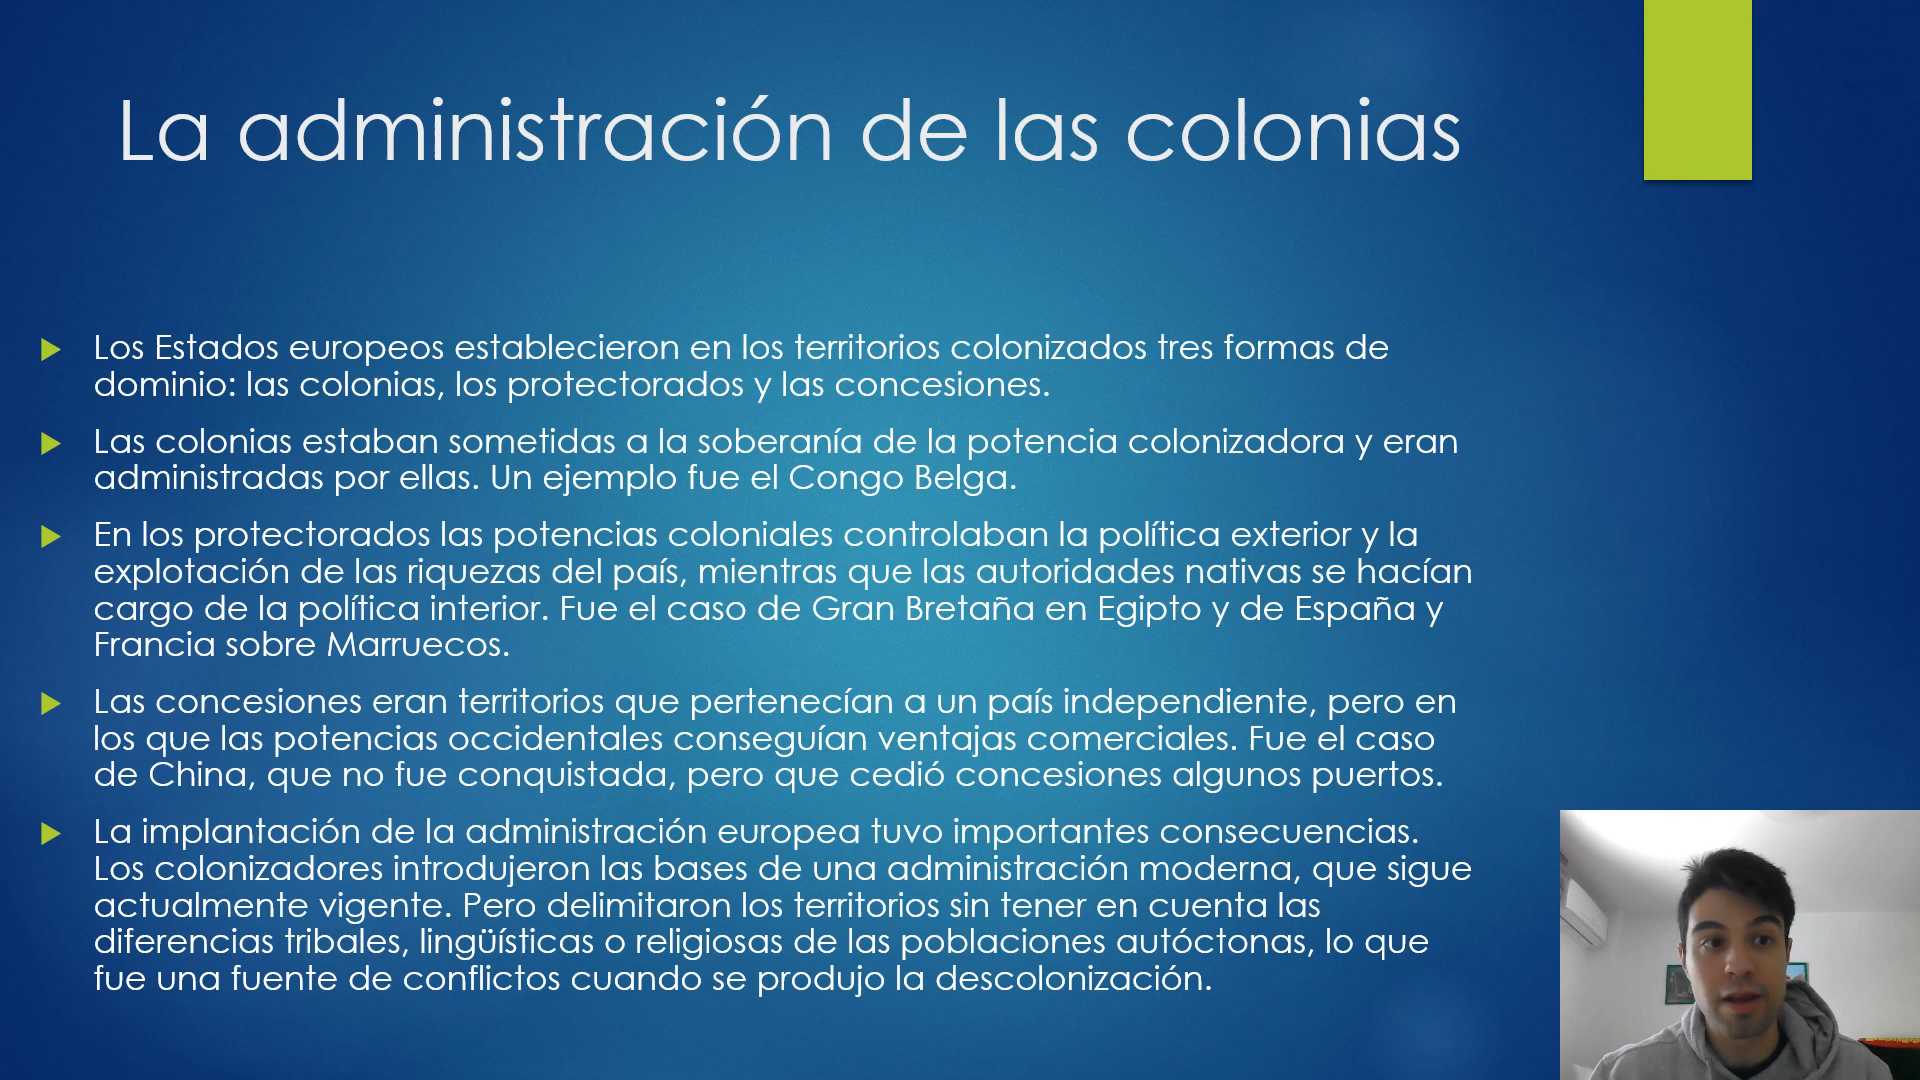 La administración de las colonias
Los Estados europeos establecieron en los territorios colonizados tres formas de
dominio: las colonias, los protectorados y las concesiones.
Las colonias estaban sometidas a la soberanía de la potencia colonizadora y eran
administradas por ellas. Un ejemplo fue el Congo Belga.
En los protectorados las potencias coloniales controlaban la política exterior y la
explotación de las riquezas del país, mientras que las autoridades nativas se hacían
cargo de la política interior. Fue el caso de Gran Bretaña en Egipto y de España y
Francia sobre Marruecos.
Las concesiones eran territorios que pertenecían a un país independiente, pero en
los que las potencias occidentales conseguían ventajas comerciales. Fue el caso
de China, que no fue conquistada, pero que cedió concesiones algunos puertos.
La implantación de la administración europea tuvo importantes consecuencias.
Los colonizadores introdujeron las bases de una administración moderna, que sigue
actualmente vigente. Pero delimitaron los territorios sin tener en cuenta las
diferencias tribales, lingüísticas o religiosas de las poblaciones autóctonas, lo que
fue una fuente de conflictos cuando se produjo la descolonización.